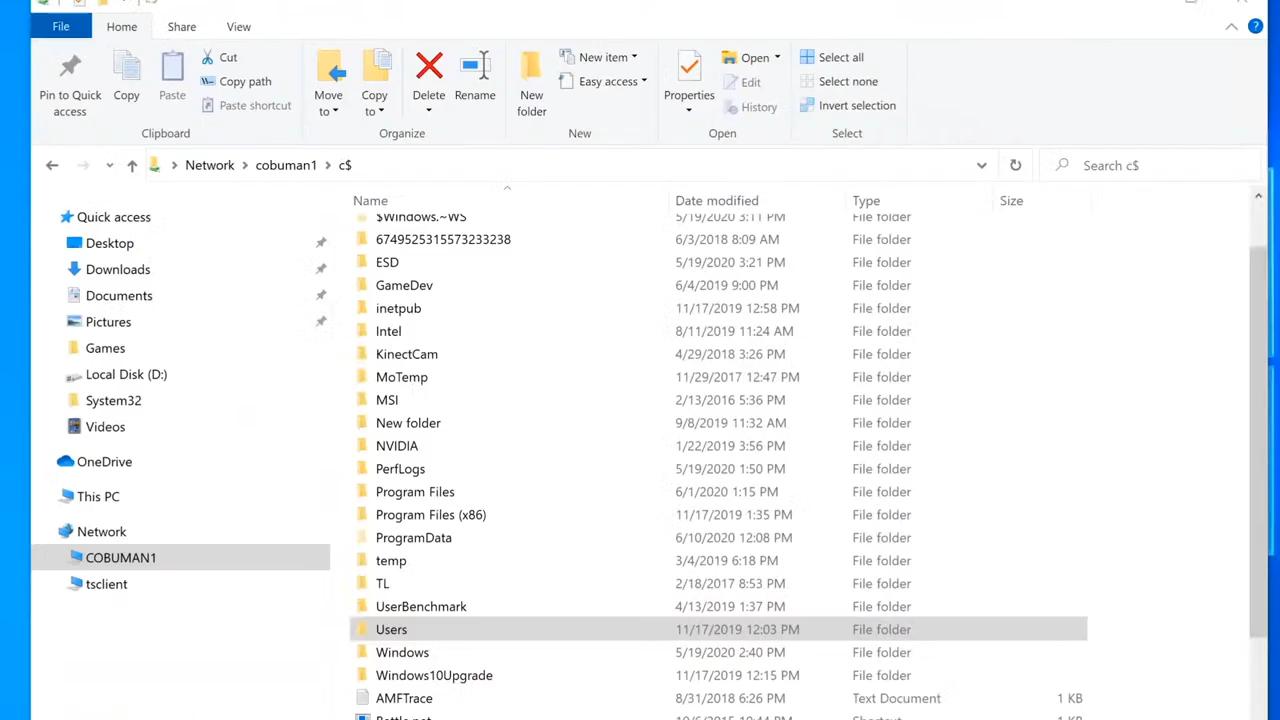 File Home Share View
Pin to Quick access
Copy
Paste
Cut
Copy path
Paste shortcut
Clipboard
Move to
Copy to
Delete
Rename
Organize
New folder
New item
Easy access
New
Properties
Open
Edit
History
Open
Select all
Select none
Invert selection
Select
Network > cobuman1 > c$
Search c$
Quick access
Desktop
Downloads
Documents
Pictures
Games
Local Disk (D:)
System32
Videos
OneDrive
This PC
Network
COBUMAN1
tsclient
Name Date modified Type Size
$Windows.~WS 5/19/2020 3:11 PM File folder
6749525315573233238 6/3/2018 8:09 AM File folder
ESD 5/19/2020 3:21 PM File folder
GameDev 6/4/2019 9:00 PM File folder
inetpub 11/17/2019 12:58 PM File folder
Intel 8/11/2019 11:24 AM File folder
KinectCam 4/29/2018 3:26 PM File folder
MoTemp 11/29/2017 12:47 PM File folder
MSI 2/13/2016 5:36 PM File folder
New folder 9/8/2019 11:32 AM File folder
NVIDIA 1/22/2019 3:56 PM File folder
PerfLogs 5/19/2020 1:50 PM File folder
Program Files 6/1/2020 1:15 PM File folder
Program Files (x86) 11/17/2019 1:35 PM File folder
ProgramData 6/10/2020 12:08 PM File folder
temp 3/4/2019 6:18 PM File folder
TL 2/18/2017 8:53 PM File folder
UserBenchmark 4/13/2019 1:37 PM File folder
Users 11/17/2019 12:03 PM File folder
Windows 5/19/2020 2:40 PM File folder
Windows10Upgrade 11/17/2019 12:15 PM File folder
AMFTrace 8/31/2018 6:26 PM Text Document 1 KB